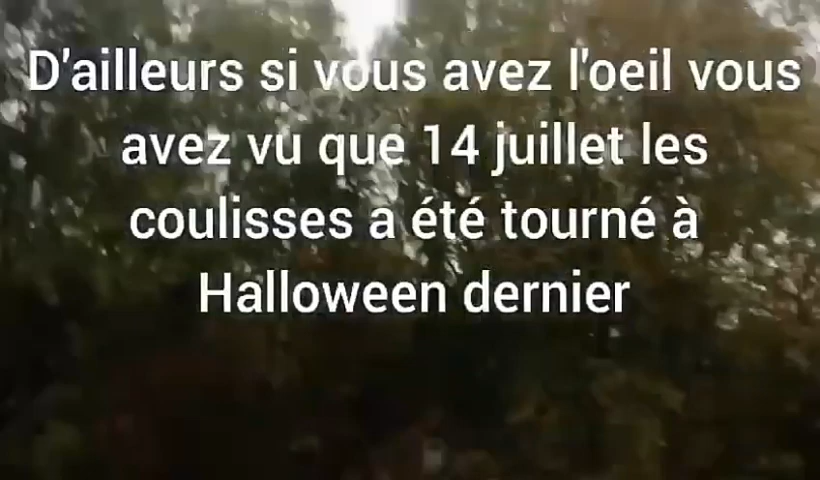 D'ailleurs si vous avez l'oeil vous
avez vu que 14 juillet les
coulisses a été tourné à
Halloween dernier